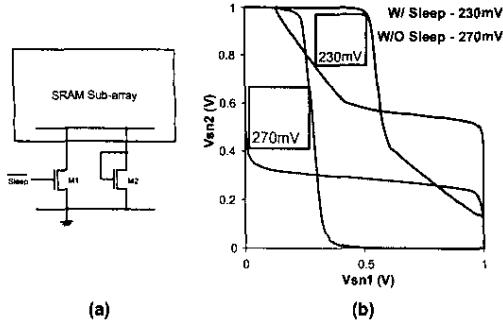 SRAM Sub-array
Sleep
M1
M2
(a)
W/ Sleep - 230mV
W/O Sleep - 270mV
230mV
270mV
Vsn2 (V)
1
0.8
0.6
0.4
0.2
0
0
0.5
1
Vsn1 (V)
(b)